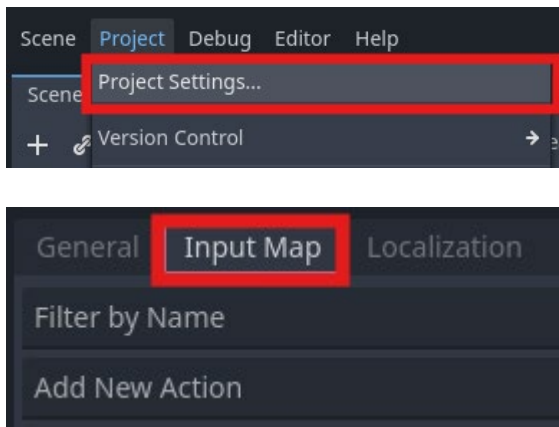 Scene Project Debug Editor Help
Scene Project Settings...
Version Control
General Input Map Localization
Filter by Name
Add New Action